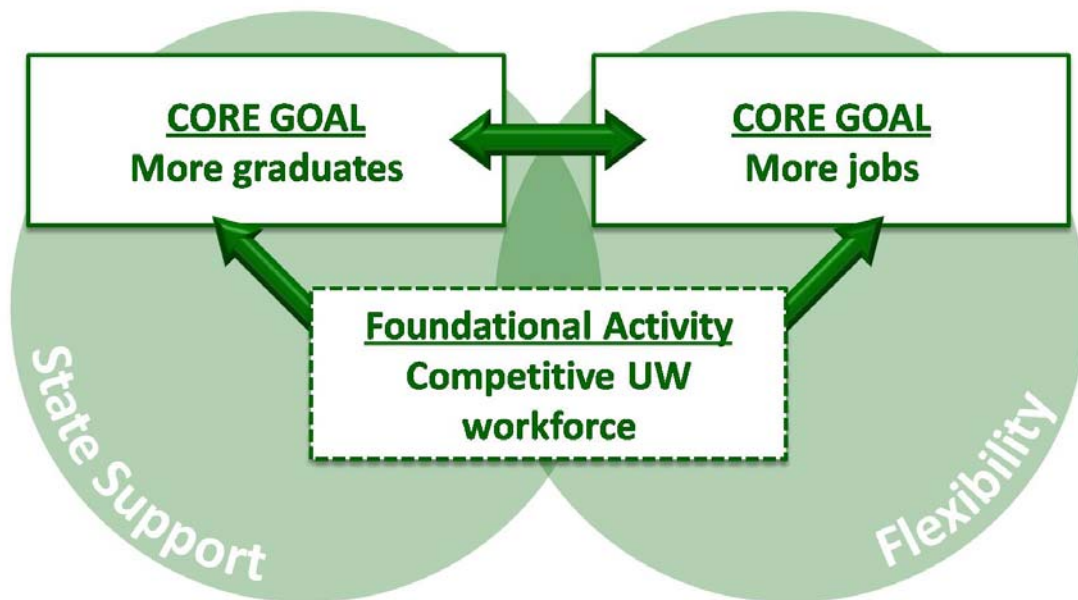 CORE GOAL
More graduates
CORE GOAL
More jobs
Foundational Activity
Competitive UW
workforce
State Support
Flexibility